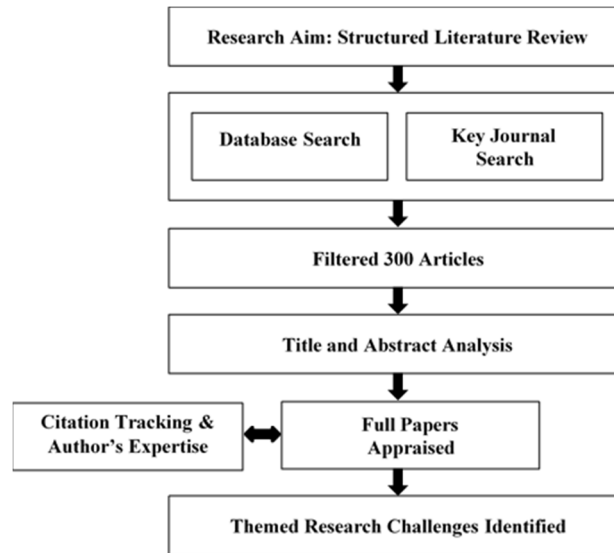 Research Aim: Structured Literature Review
Database Search
Key Journal
Search
Filtered 300 Articles
Title and Abstract Analysis
Citation Tracking &
Author's Expertise
Full Papers
Appraised
Themed Research Challenges Identified